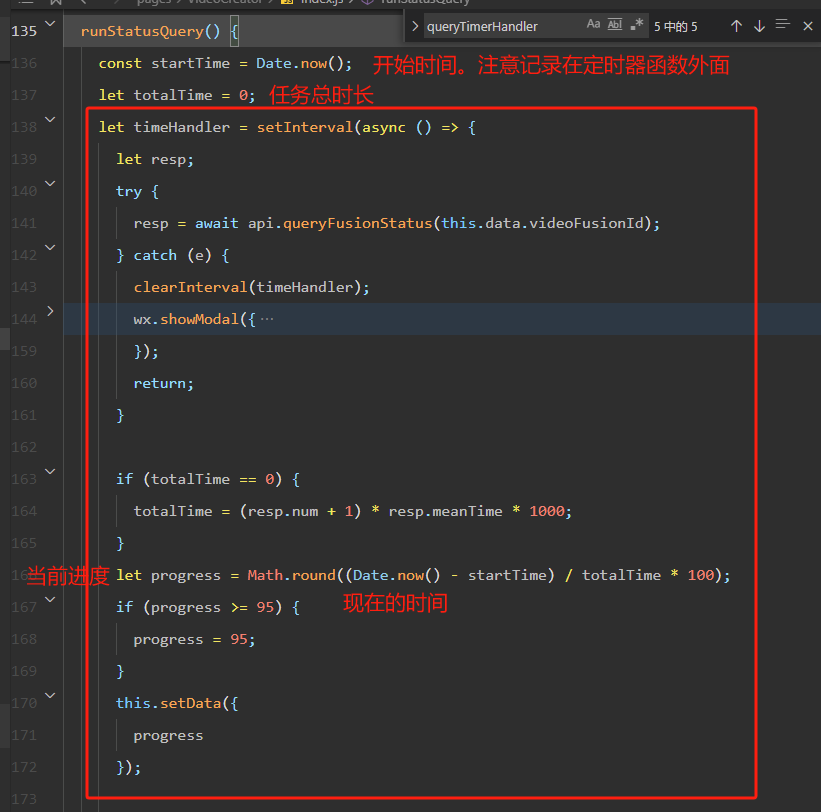 pages > videoCreator > index.js > runStatusQuery
queryTimerHandler Aa Abl .* 5 中的 5
135 runStatusQuery() {
136 const startTime = Date.now(); 开始时间。注意记录在定时器函数外面
137 let totalTime = 0; 任务总时长
138 let timeHandler = setInterval(async () => {
139 let resp;
140 try {
141 resp = await api.queryFusionStatus(this.data.videoFusionId);
142 } catch (e) {
143 clearInterval(timeHandler);
144 wx.showModal({ ···
159 });
160 return;
161 }
162
163 if (totalTime == 0) {
164 totalTime = (resp.num + 1) * resp.meanTime * 1000;
165 }
当前进度 let progress = Math.round((Date.now() - startTime) / totalTime * 100);
167 if (progress >= 95) { 现在的时间
168 progress = 95;
169 }
170 this.setData({
171 progress
172 });
173